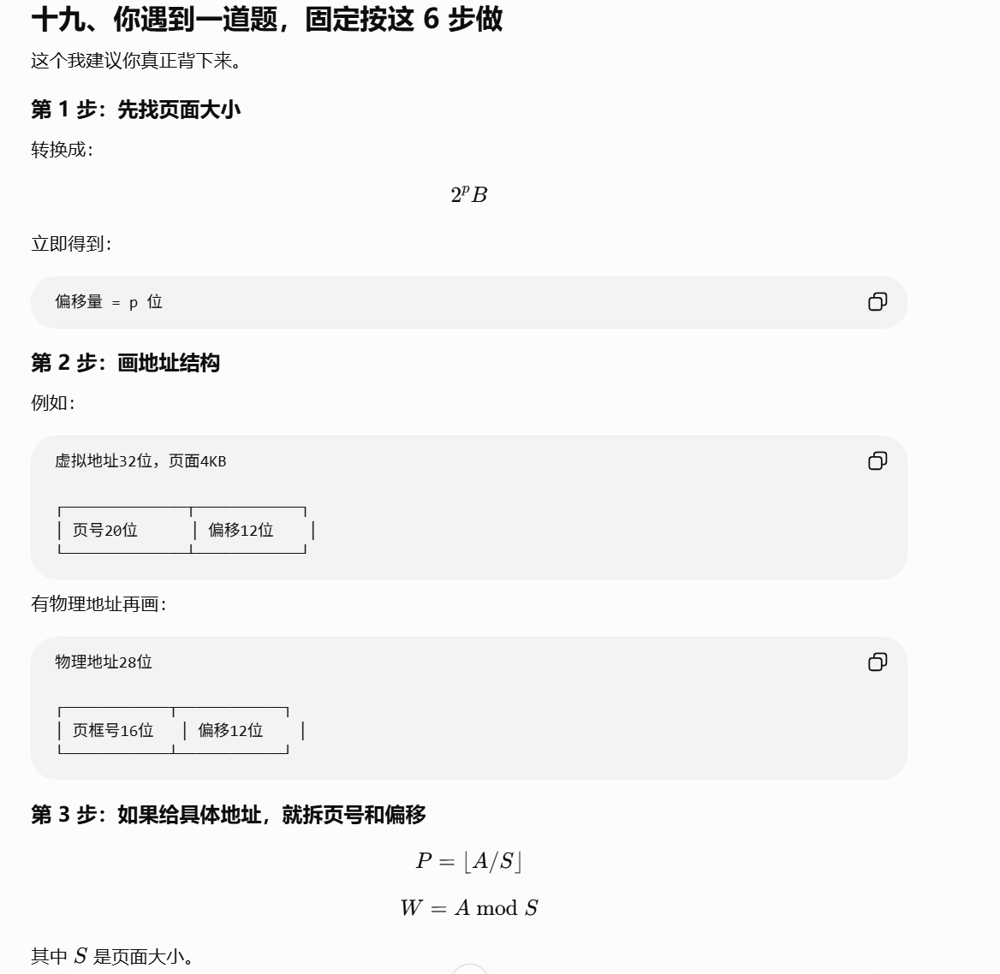 十九、你遇到一道题，固定按这 6 步做
这个我建议你真正背下来。
第 1 步：先找页面大小
转换成：
2^p B
立即得到：
偏移量 = p 位
第 2 步：画地址结构
例如：
虚拟地址32位，页面4KB
│ 页号20位 │ 偏移12位 │
有物理地址再画：
物理地址28位
│ 页框号16位 │ 偏移12位 │
第 3 步：如果给具体地址，就拆页号和偏移
P = ⌊A/S⌋
W = A mod S
其中 S 是页面大小。